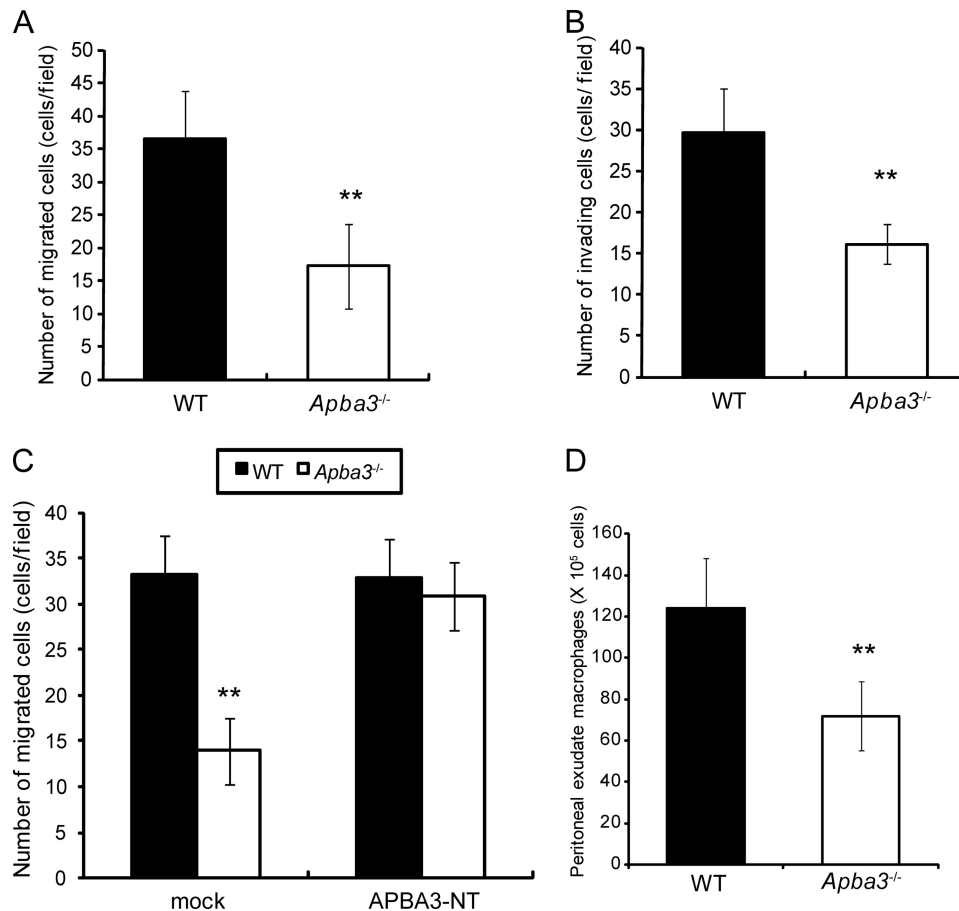 A
Number of migrated cells (cells/field)
50
45
40
35
30
25
20
15
10
5
0
**
WT
Apba3-/-
B
Number of invading cells (cells/ field)
40
35
30
25
20
15
10
5
0
**
WT
Apba3-/-
C
WT Apba3-/-
Number of migrated cells (cells/field)
40
35
30
25
20
15
10
5
0
**
mock
APBA3-NT
D
Peritoneal exudate macrophages (X 10⁵ cells)
160
140
120
100
80
60
40
20
0
**
WT
Apba3-/-